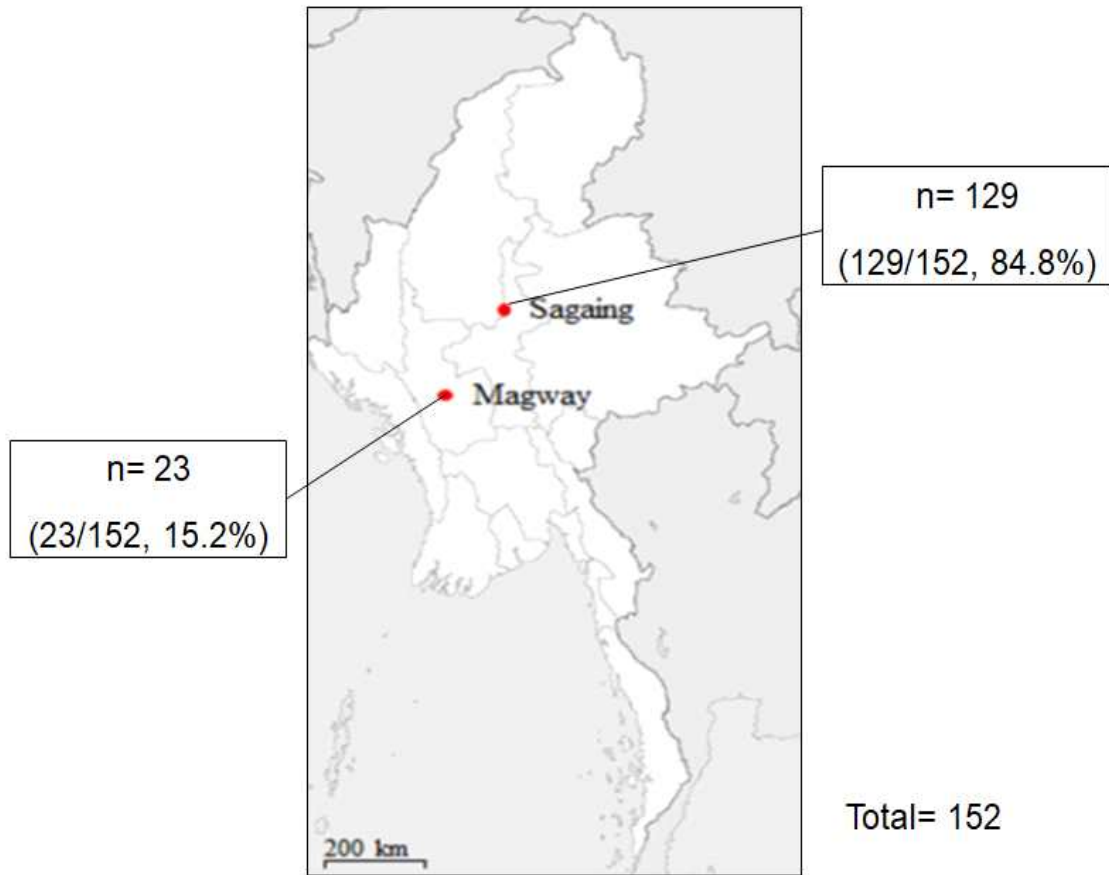 n= 129
(129/152, 84.8%)
Sagaing
Magway
n= 23
(23/152, 15.2%)
Total= 152
200 km